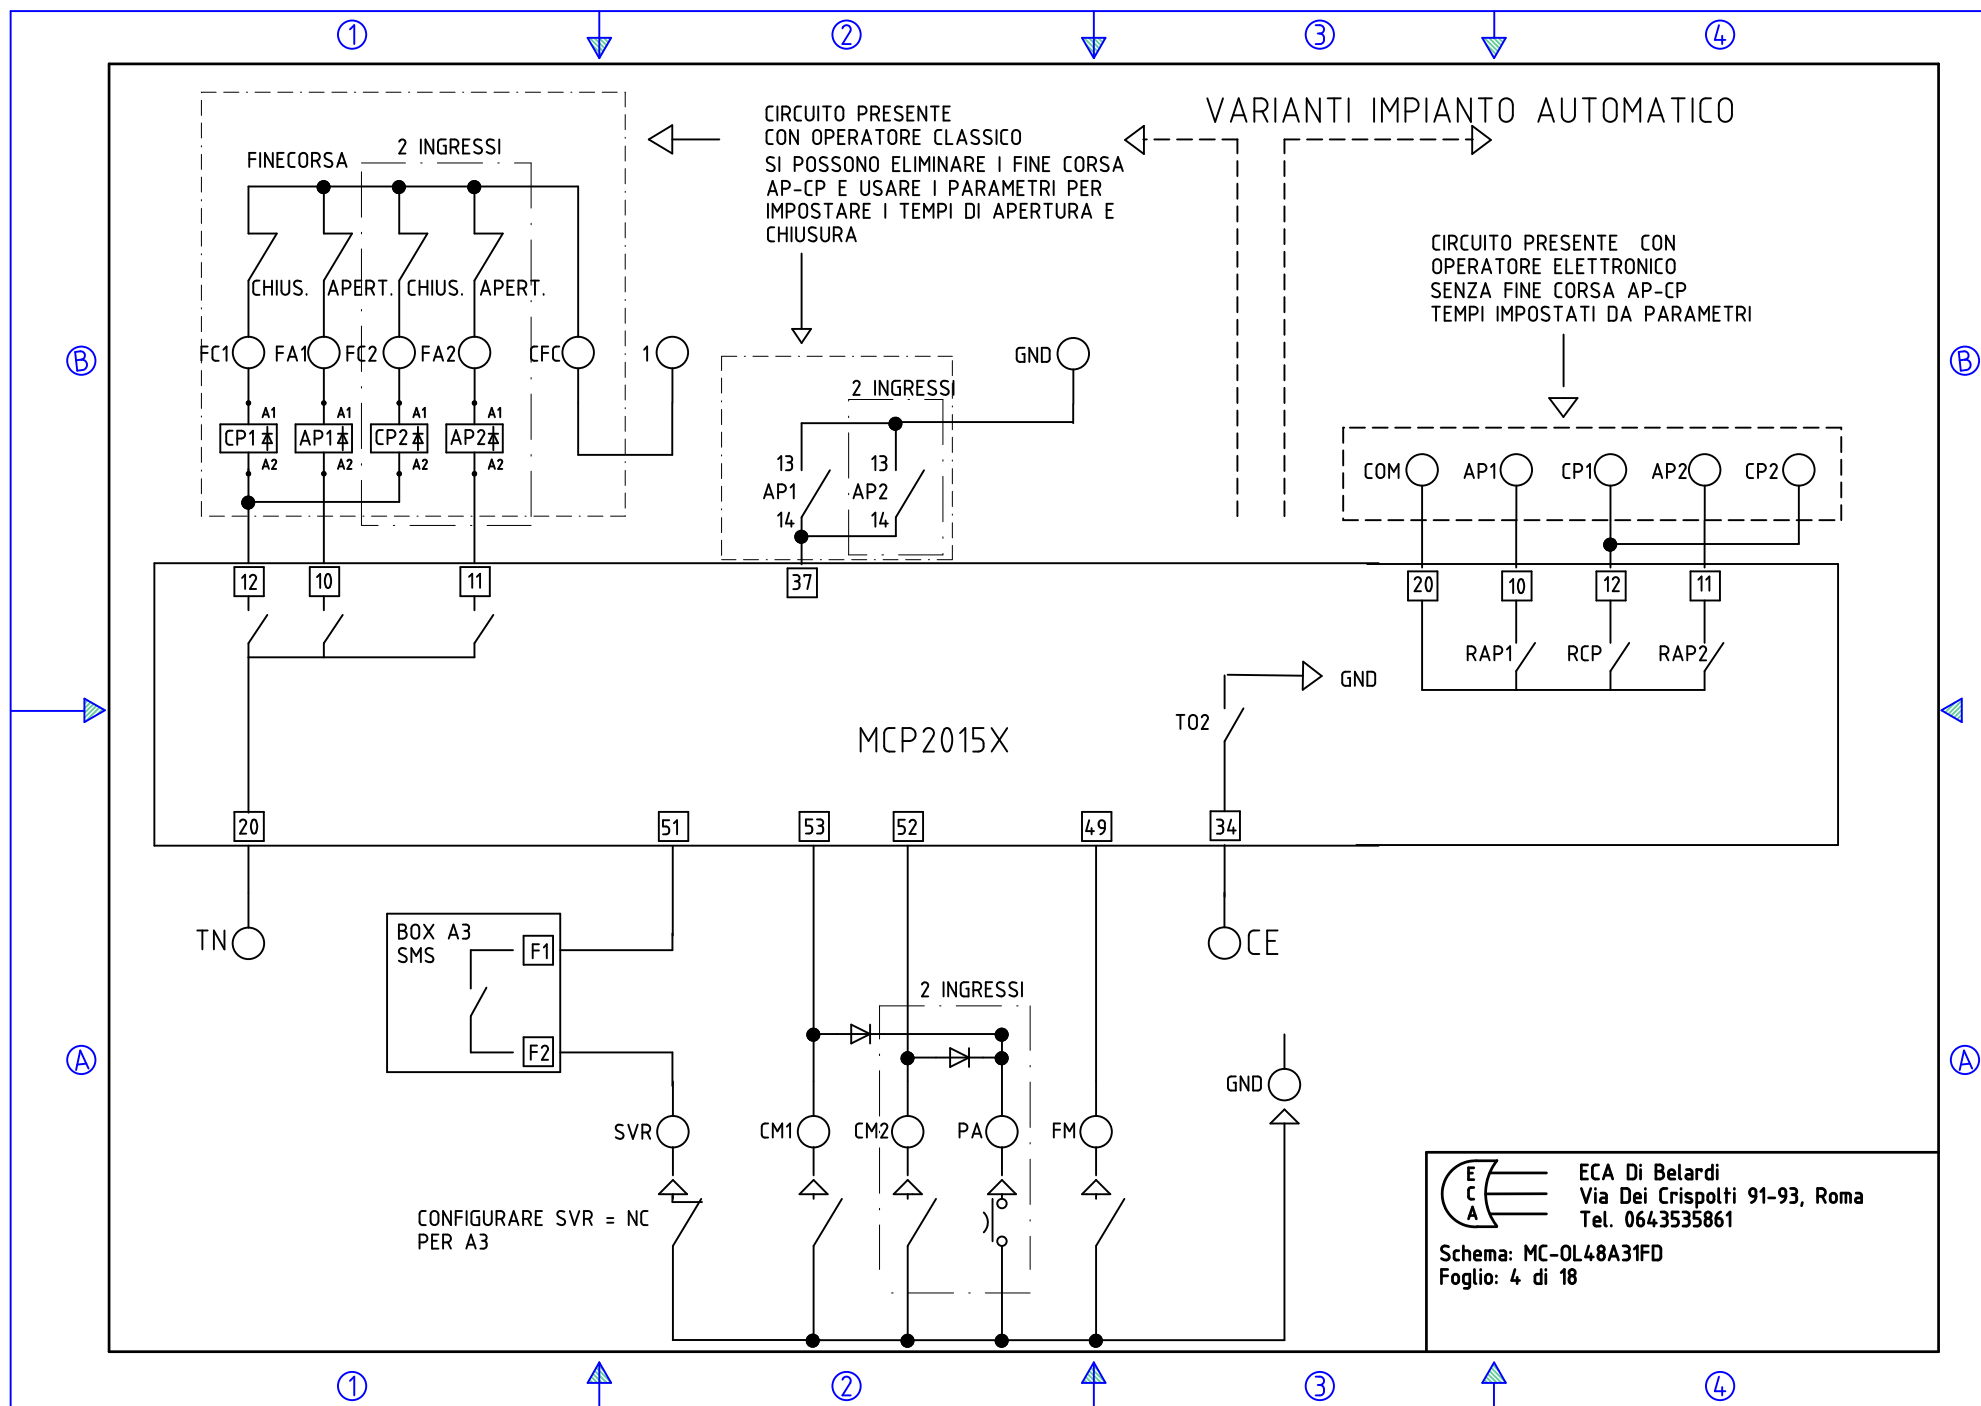 1
2
3
4
VARIANTI IMPIANTO AUTOMATICO
CIRCUITO PRESENTE
CON OPERATORE CLASSICO
SI POSSONO ELIMINARE I FINE CORSA
AP-CP E USARE I PARAMETRI PER
IMPOSTARE I TEMPI DI APERTURA E
CHIUSURA
FINECORSA
2 INGRESSI
CHIUS.
APERT.
CHIUS.
APERT.
CIRCUITO PRESENTE CON
OPERATORE ELETTRONICO
SENZA FINE CORSA AP-CP
TEMPI IMPOSTATI DA PARAMETRI
B
FC1
FA1
FC2
FA2
CFC
1
GND
B
2 INGRESSI
A1
A1
A1
A1
CP1
AP1
CP2
AP2
A2
A2
A2
A2
13
AP1
14
13
AP2
14
COM
AP1
CP1
AP2
CP2
12
10
11
37
20
10
12
11
RAP1
RCP
RAP2
GND
TO2
MCP2015X
20
51
53
52
49
34
TN
BOX A3
SMS
F1
F2
CE
2 INGRESSI
A
GND
A
SVR
CM1
CM2
PA
FM
CONFIGURARE SVR = NC
PER A3
E
C
A
ECA Di Belardi
Via Dei Crispolti 91-93, Roma
Tel. 0643535861
Schema: MC-OL48A31FD
Foglio: 4 di 18
1
2
3
4